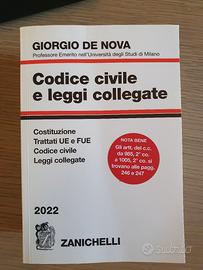 GIORGIO DE NOVA
Professore Emerito nell'Università degli Studi di Milano
Codice civile
e leggi collegate
Costituzione
Trattati UE e FUE
Codice civile
Leggi collegate
NOTA BENE
Gli artt. del c.c.
da 985, 2° co.
a 1005, 2° co. si
trovano alle pagg.
246 e 247
2022
ZANICHELLI
subito